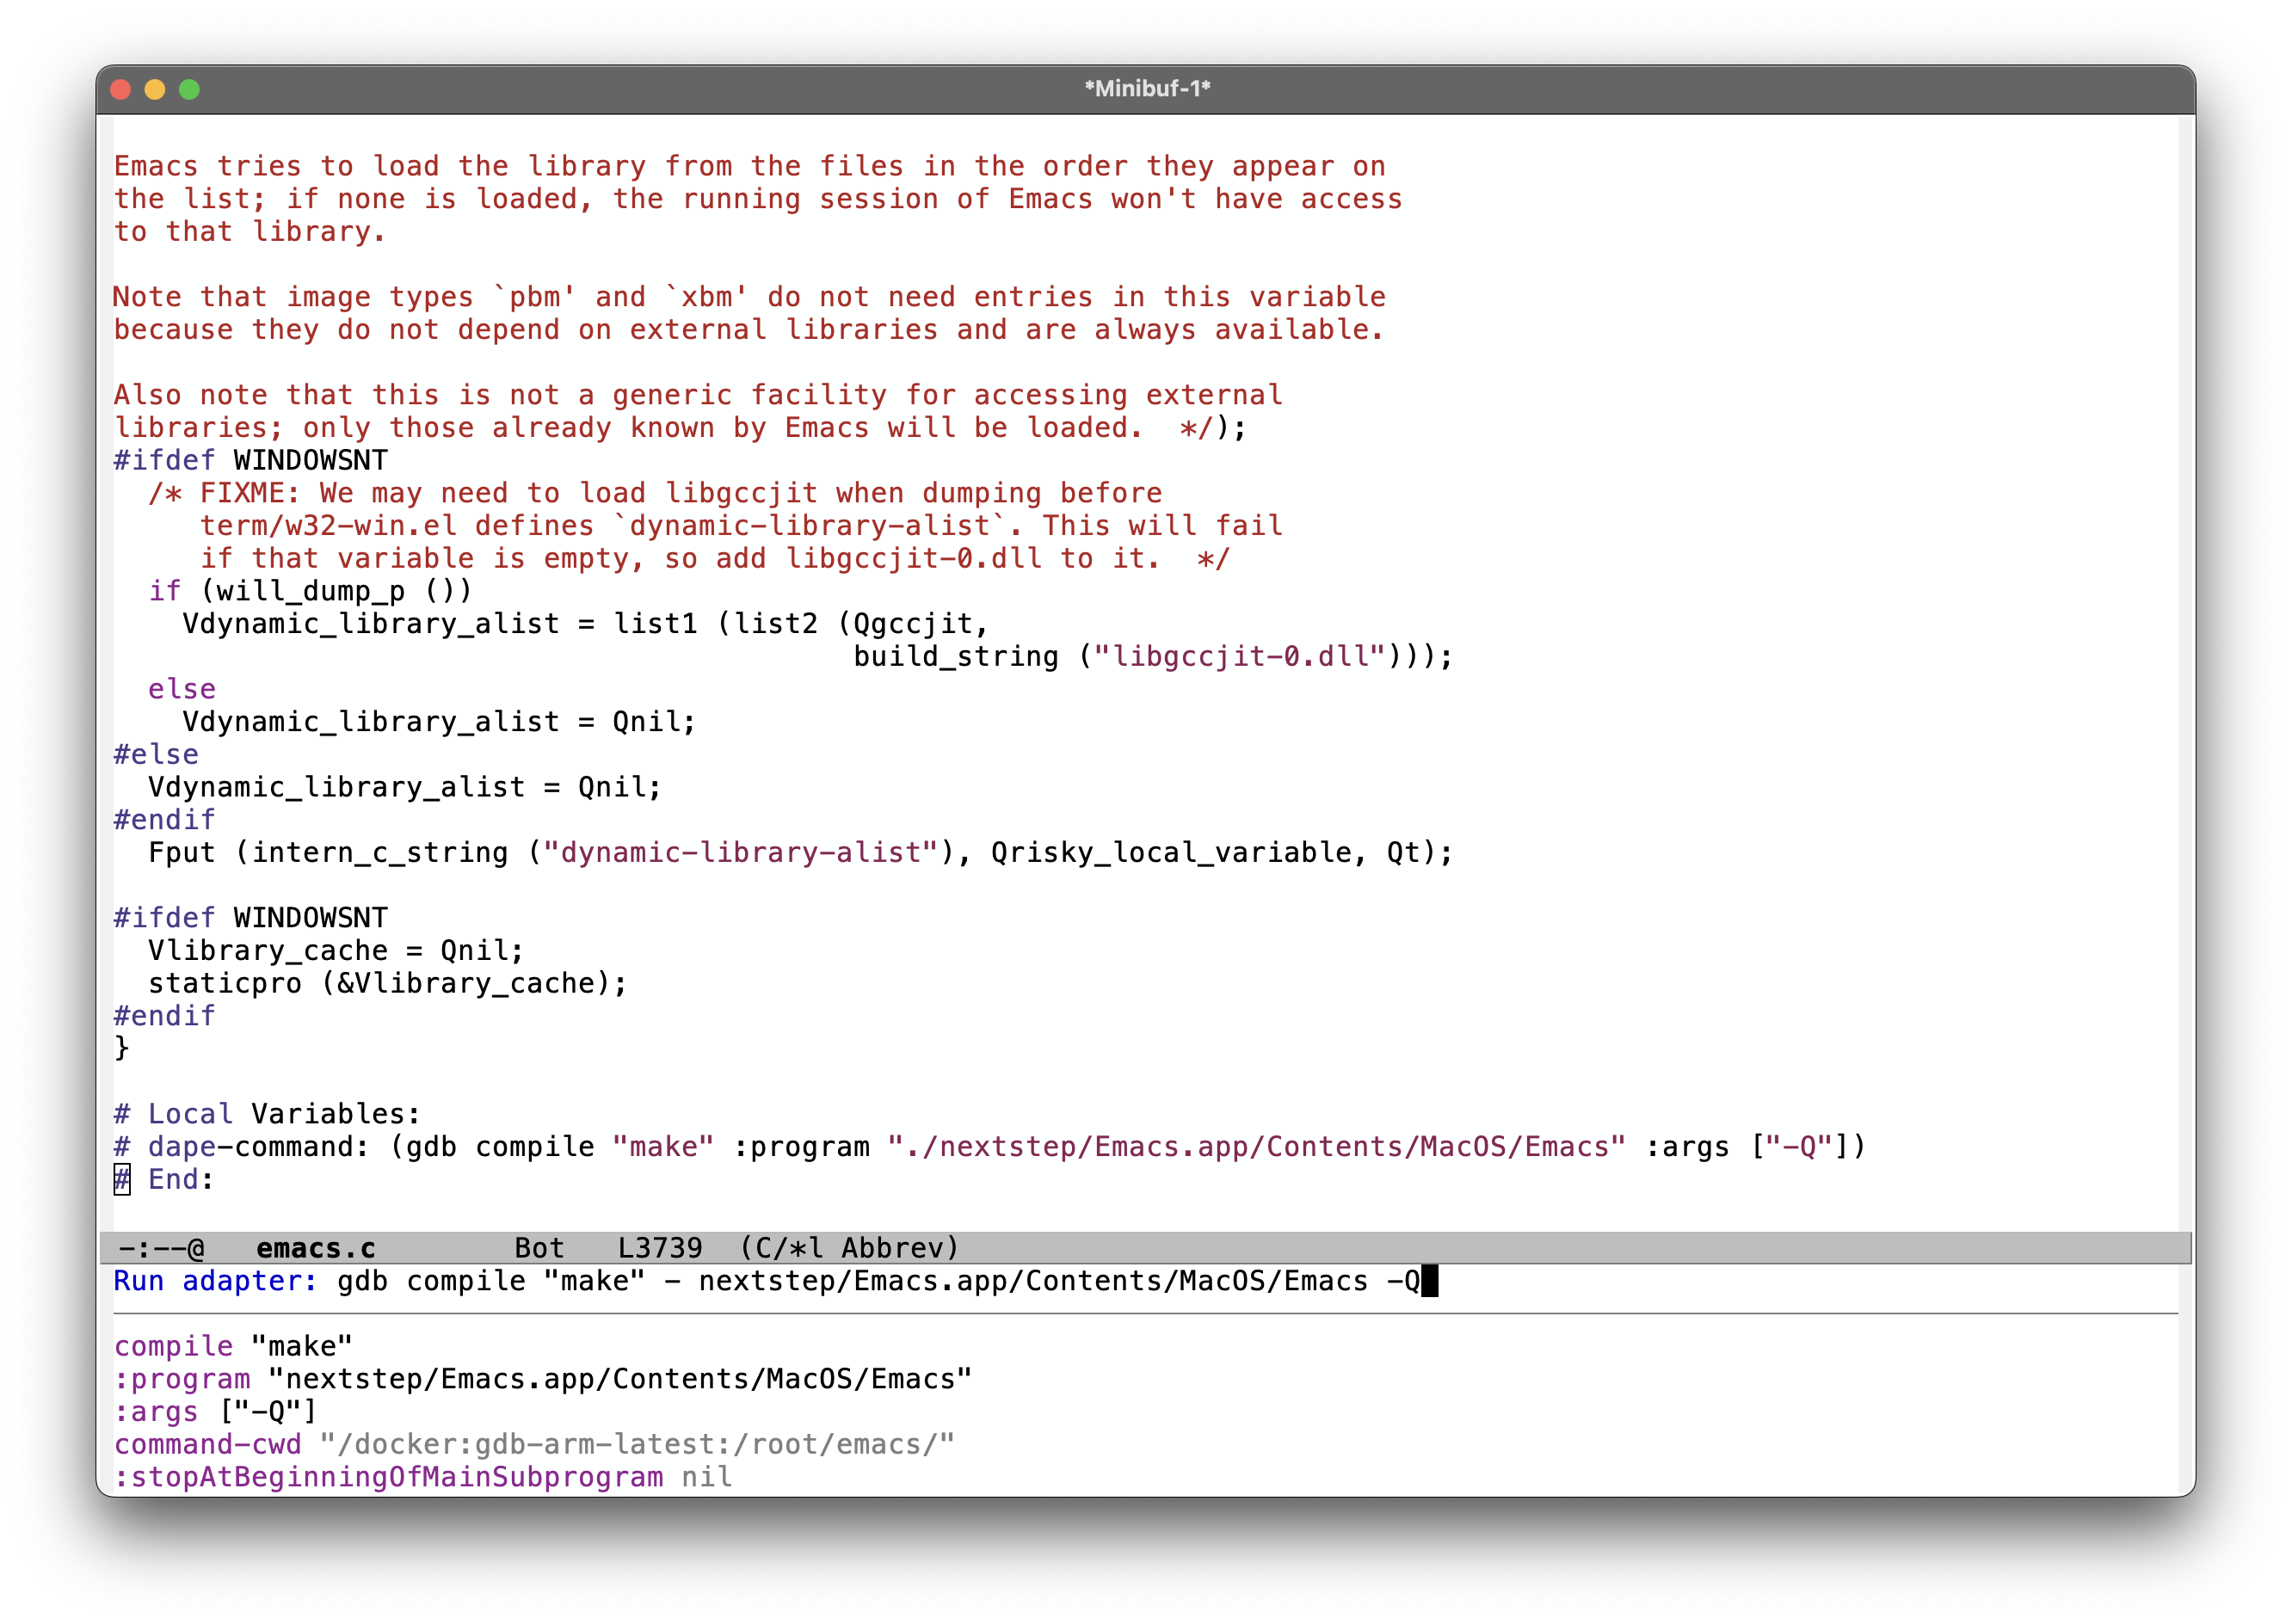 *Minibuf-1*
Emacs tries to load the library from the files in the order they appear on
the list; if none is loaded, the running session of Emacs won't have access
to that library.
Note that image types `pbm' and `xbm' do not need entries in this variable
because they do not depend on external libraries and are always available.
Also note that this is not a generic facility for accessing external
libraries; only those already known by Emacs will be loaded.  */);
#ifdef WINDOWSNT
  /* FIXME: We may need to load libgccjit when dumping before
     term/w32-win.el defines `dynamic-library-alist`. This will fail
     if that variable is empty, so add libgccjit-0.dll to it.  */
  if (will_dump_p ())
    Vdynamic_library_alist = list1 (list2 (Qgccjit,
                                           build_string ("libgccjit-0.dll")));
  else
    Vdynamic_library_alist = Qnil;
#else
  Vdynamic_library_alist = Qnil;
#endif
  Fput (intern_c_string ("dynamic-library-alist"), Qrisky_local_variable, Qt);
#ifdef WINDOWSNT
  Vlibrary_cache = Qnil;
  staticpro (&Vlibrary_cache);
#endif
}
# Local Variables:
# dape-command: (gdb compile "make" :program "./nextstep/Emacs.app/Contents/MacOS/Emacs" :args ["-Q"])
# End:
-:--@   emacs.c        Bot   L3739  (C/*l Abbrev)
Run adapter: gdb compile "make" - nextstep/Emacs.app/Contents/MacOS/Emacs -Q
compile "make"
:program "nextstep/Emacs.app/Contents/MacOS/Emacs"
:args ["-Q"]
command-cwd "/docker:gdb-arm-latest:/root/emacs/"
:stopAtBeginningOfMainSubprogram nil